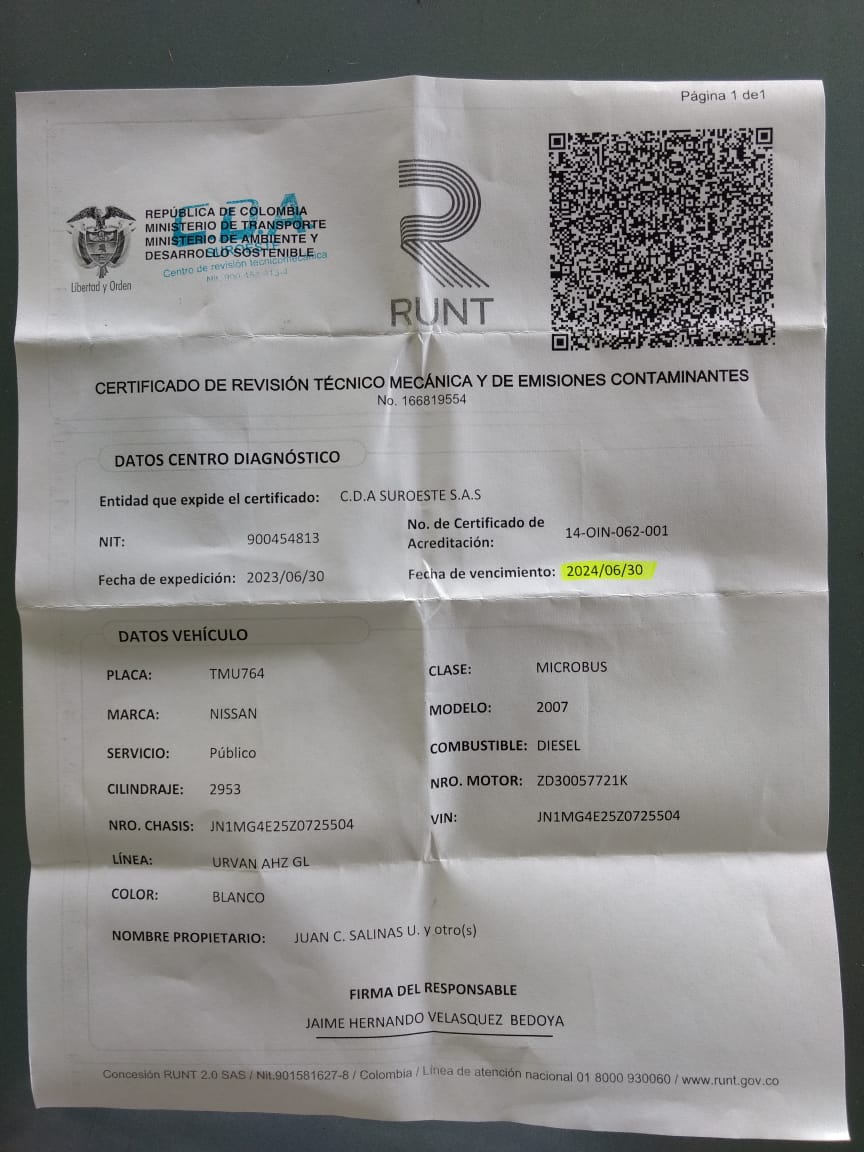 Página 1 de1
REPÚBLICA DE COLOMBIA
MINISTERIO DE TRANSPORTE
MINISTERIO DE AMBIENTE Y
DESARROLLO SOSTENIBLE
Libertad y Orden
C.D.A
SUROESTE
Centro de revisión técnicomecánica
RUNT
CERTIFICADO DE REVISIÓN TÉCNICO MECÁNICA Y DE EMISIONES CONTAMINANTES
No. 166819554
DATOS CENTRO DIAGNÓSTICO
Entidad que expide el certificado: C.D.A SUROESTE S.A.S
NIT: 900454813 No. de Certificado de Acreditación: 14-OIN-062-001
Fecha de expedición: 2023/06/30 Fecha de vencimiento: 2024/06/30
DATOS VEHÍCULO
PLACA: TMU764 CLASE: MICROBUS
MARCA: NISSAN MODELO: 2007
SERVICIO: Público COMBUSTIBLE: DIESEL
CILINDRAJE: 2953 NRO. MOTOR: ZD30057721K
NRO. CHASIS: JN1MG4E25Z0725504 VIN: JN1MG4E25Z0725504
LÍNEA: URVAN AHZ GL
COLOR: BLANCO
NOMBRE PROPIETARIO: JUAN C. SALINAS U. y otro(s)
FIRMA DEL RESPONSABLE
JAIME HERNANDO VELASQUEZ BEDOYA
Concesión RUNT 2.0 SAS / Nit.901581627-8 / Colombia / Línea de atención nacional 01 8000 930060 / www.runt.gov.co